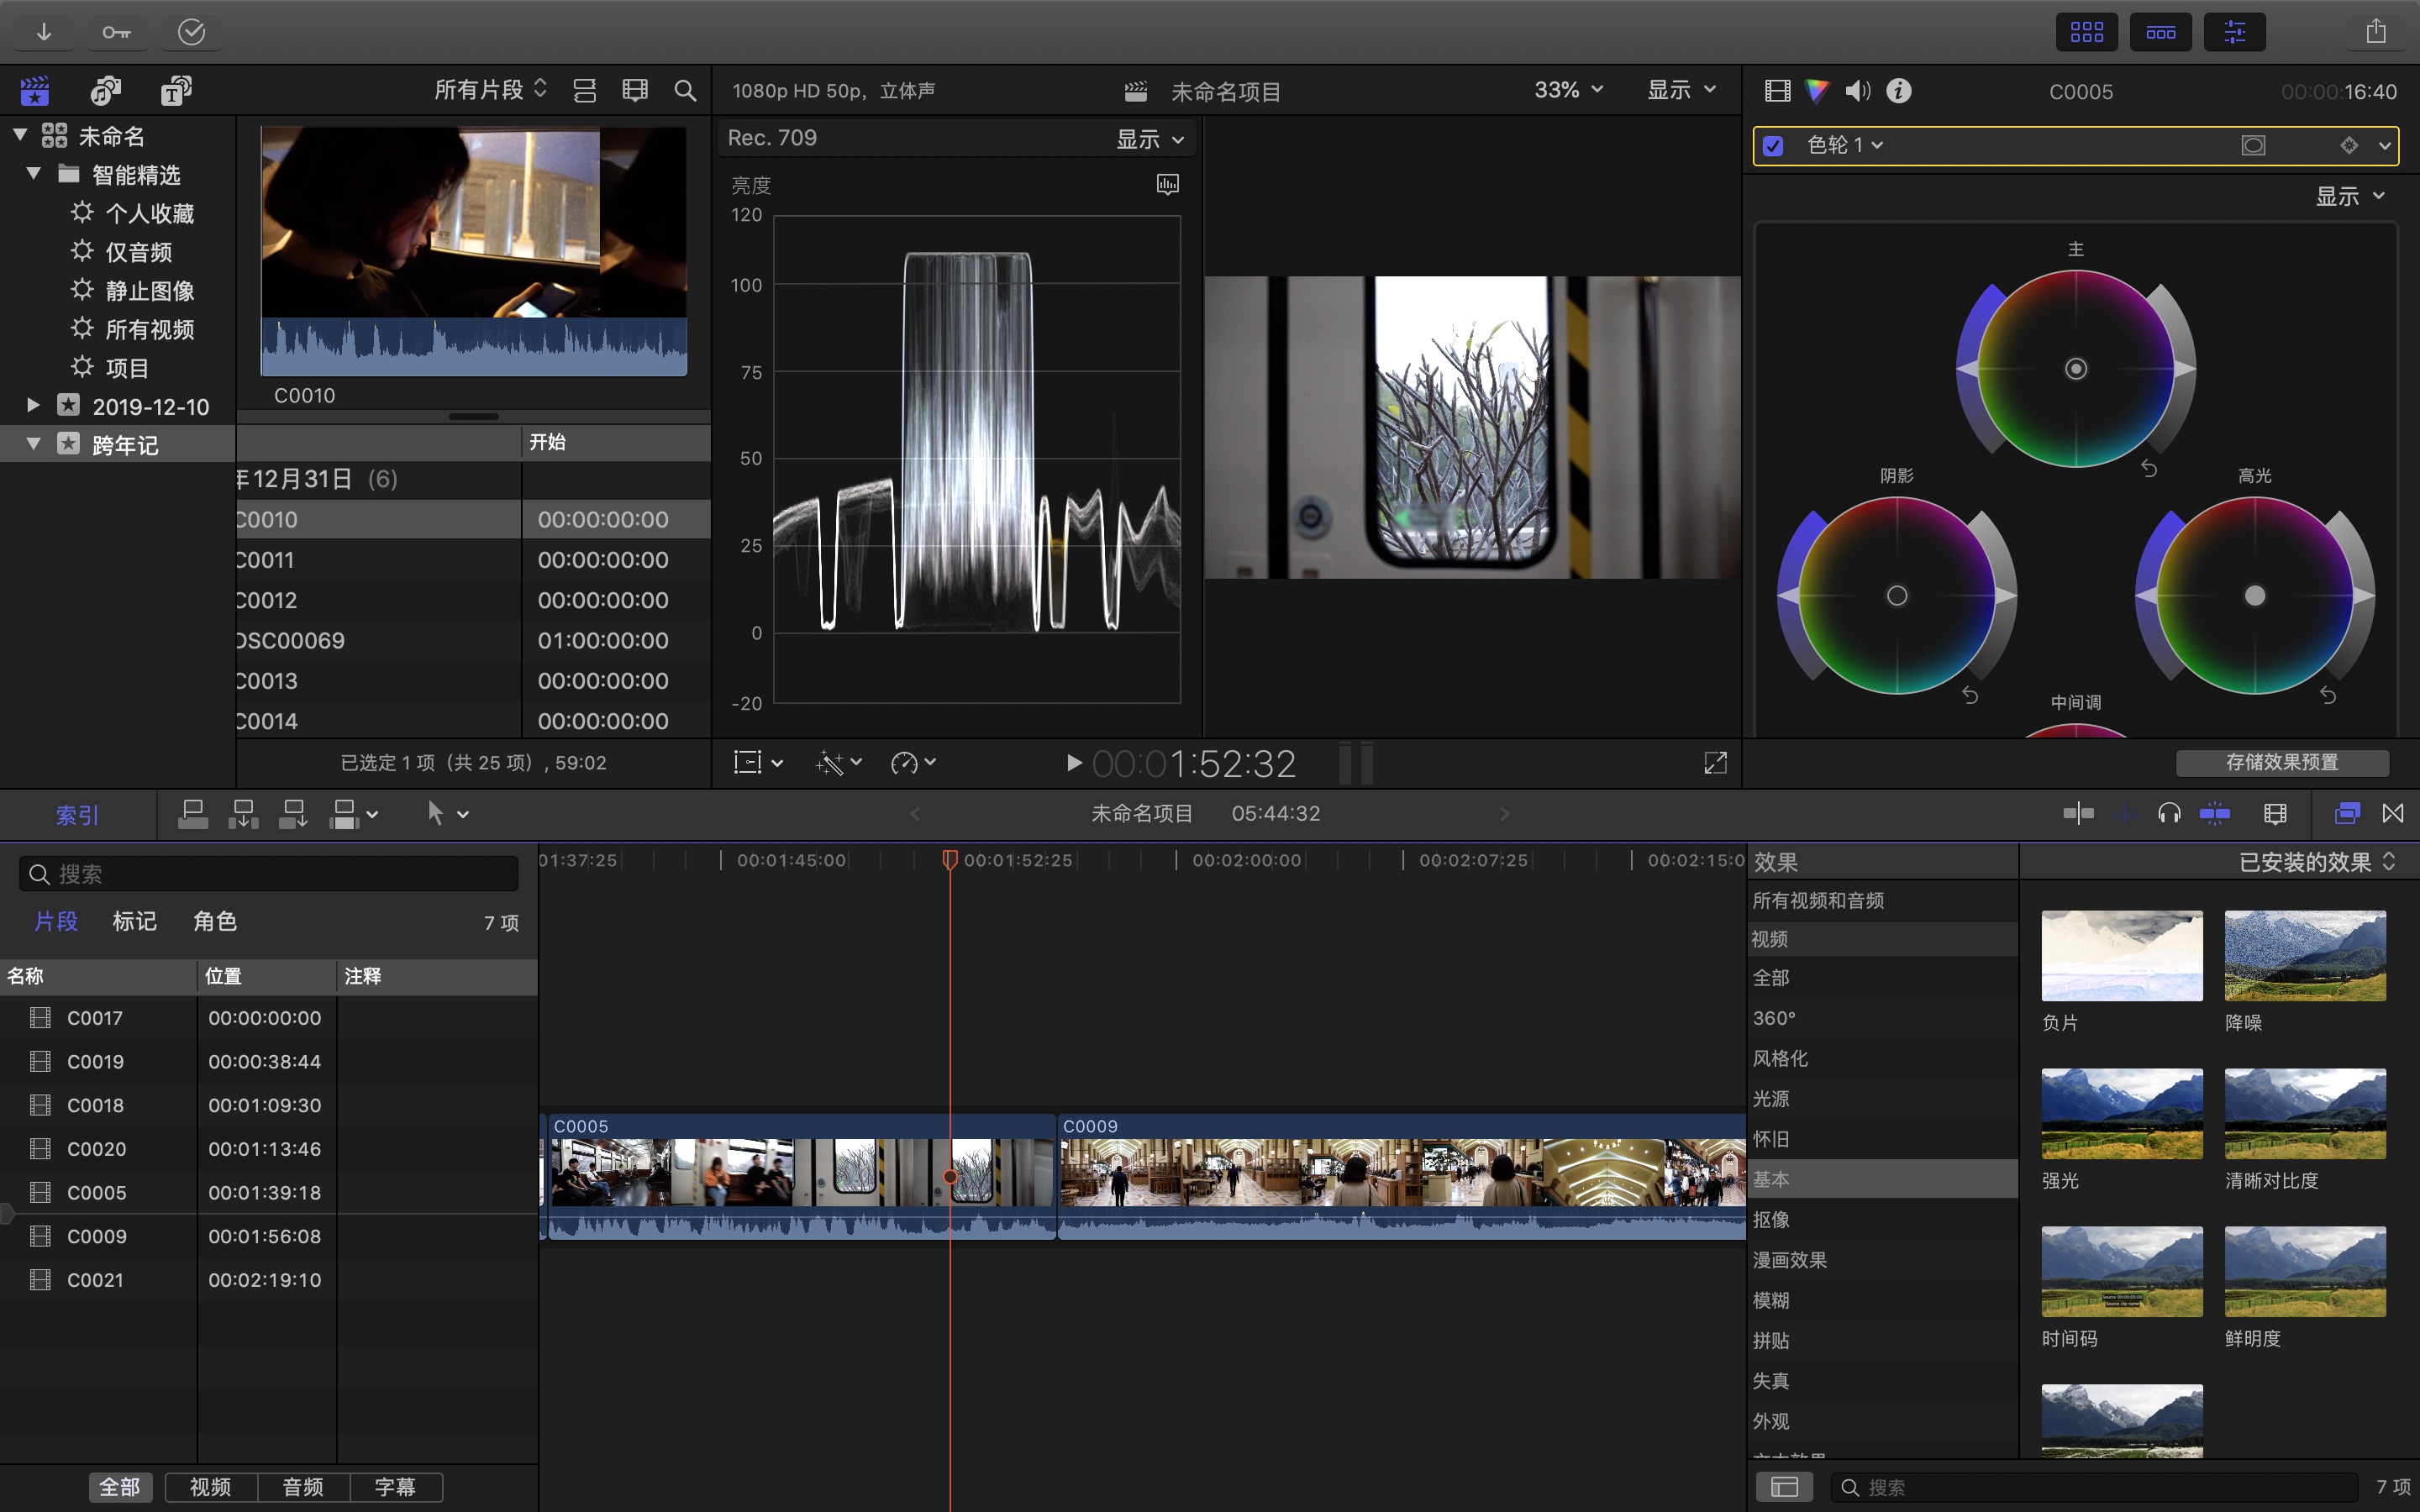 所有片段
1080p HD 50p，立体声
未命名项目
33%
显示
C0005
00:00:16:40
未命名
智能精选
个人收藏
仅音频
静止图像
所有视频
项目
2019-12-10
跨年记
C0010
开始
年12月31日 (6)
C0010 00:00:00:00
C0011 00:00:00:00
C0012 00:00:00:00
DSC00069 01:00:00:00
C0013 00:00:00:00
C0014 00:00:00:00
已选定 1 项（共 25 项）, 59:02
Rec. 709
显示
亮度
120
100
75
50
25
0
-20
00:01:52:32
色轮 1
显示
主
阴影
高光
中间调
存储效果预置
索引
未命名项目 05:44:32
搜索
片段 标记 角色 7 项
名称 位置 注释
C0017 00:00:00:00
C0019 00:00:38:44
C0018 00:01:09:30
C0020 00:01:13:46
C0005 00:01:39:18
C0009 00:01:56:08
C0021 00:02:19:10
全部 视频 音频 字幕
01:37:25 00:01:45:00 00:01:52:25 00:02:00:00 00:02:07:25 00:02:15:0
C0005
C0009
效果
已安装的效果
所有视频和音频
视频
全部
360°
风格化
光源
怀旧
基本
抠像
漫画效果
模糊
拼贴
失真
外观
负片
降噪
强光
清晰对比度
时间码
鲜明度
搜索
7 项